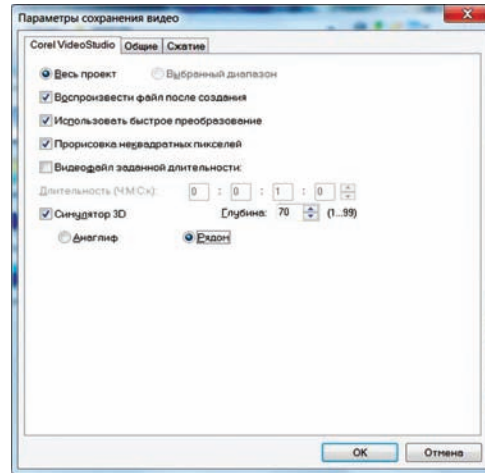 Параметры сохранения видео
Corel VideoStudio Общие Сжатие
Весь проект Выбранный диапазон
Воспроизвести файл после создания
Использовать быстрое преобразование
Прорисовка неквадратных пикселей
Видеофайл заданной длительности:
Длительность (Ч:М:С:к): 0 : 0 : 1 : 0
Симулятор 3D Глубина: 70 (1...99)
Анаглиф Рядом
OK Отмена